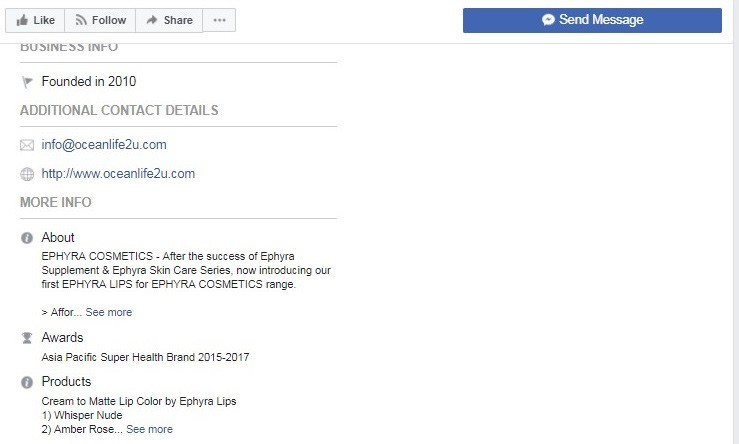 Like Follow Share ... Send Message
BUSINESS INFO
Founded in 2010
ADDITIONAL CONTACT DETAILS
info@oceanlife2u.com
http://www.oceanlife2u.com
MORE INFO
About
EPHYRA COSMETICS - After the success of Ephyra
Supplement & Ephyra Skin Care Series, now introducing our
first EPHYRA LIPS for EPHYRA COSMETICS range.
> Affor... See more
Awards
Asia Pacific Super Health Brand 2015-2017
Products
Cream to Matte Lip Color by Ephyra Lips
1) Whisper Nude
2) Amber Rose... See more